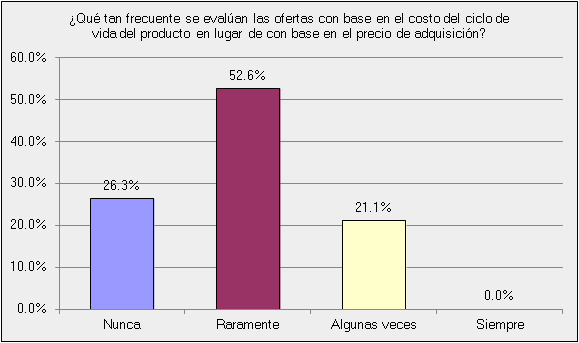 ¿Qué tan frecuente se evalúan las ofertas con base en el costo del ciclo de
vida del producto en lugar de con base en el precio de adquisición?
60.0%
50.0%
40.0%
30.0%
20.0%
10.0%
0.0%
26.3%
52.6%
21.1%
0.0%
Nunca
Raramente
Algunas veces
Siempre